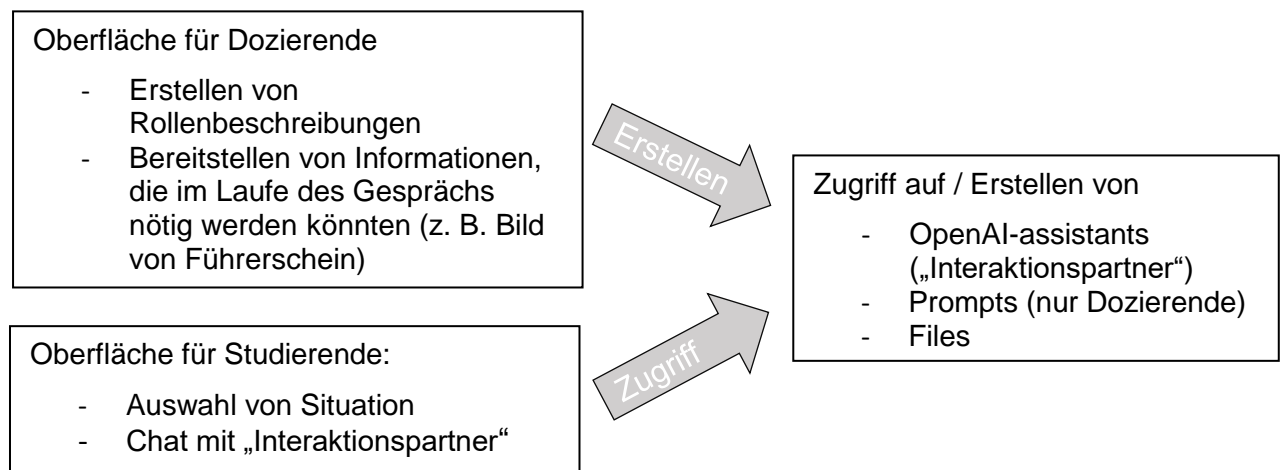 Oberfläche für Dozierende
- Erstellen von
Rollenbeschreibungen
- Bereitstellen von Informationen,
die im Laufe des Gesprächs
nötig werden könnten (z. B. Bild
von Führerschein)
Erstellen
Oberfläche für Studierende:
- Auswahl von Situation
- Chat mit „Interaktionspartner“
Zugriff
Zugriff auf / Erstellen von
- OpenAI-assistants
(„Interaktionspartner“)
- Prompts (nur Dozierende)
- Files